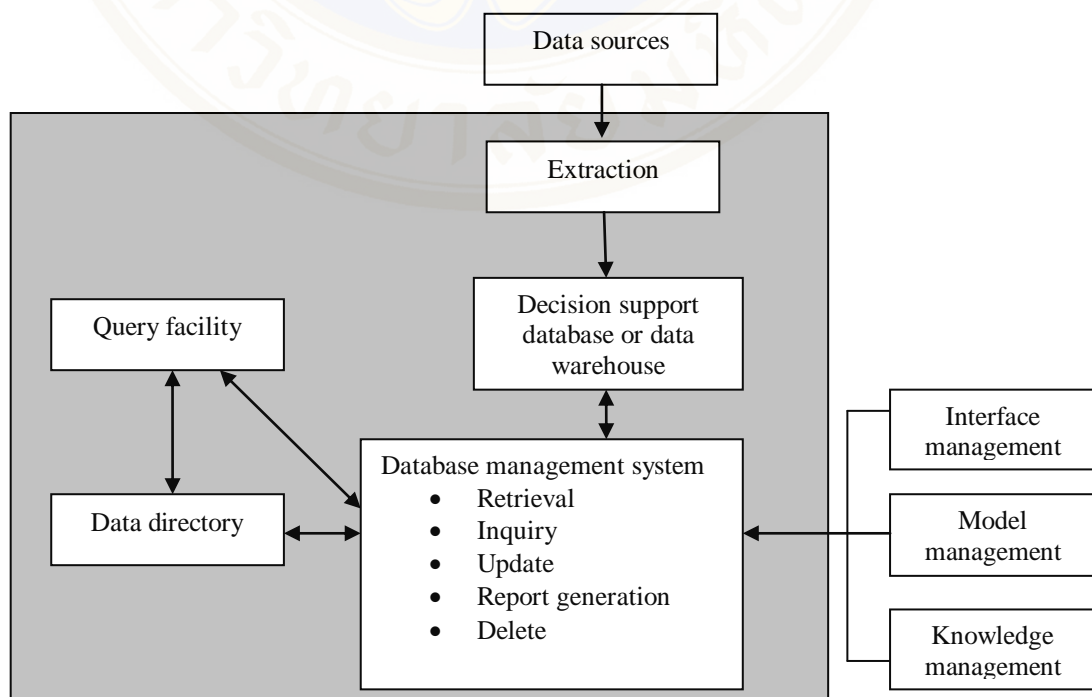 Data sources
Extraction
Decision support
database or data
warehouse
Query facility
Data directory
Database management system
• Retrieval
• Inquiry
• Update
• Report generation
• Delete
Interface
management
Model
management
Knowledge
management